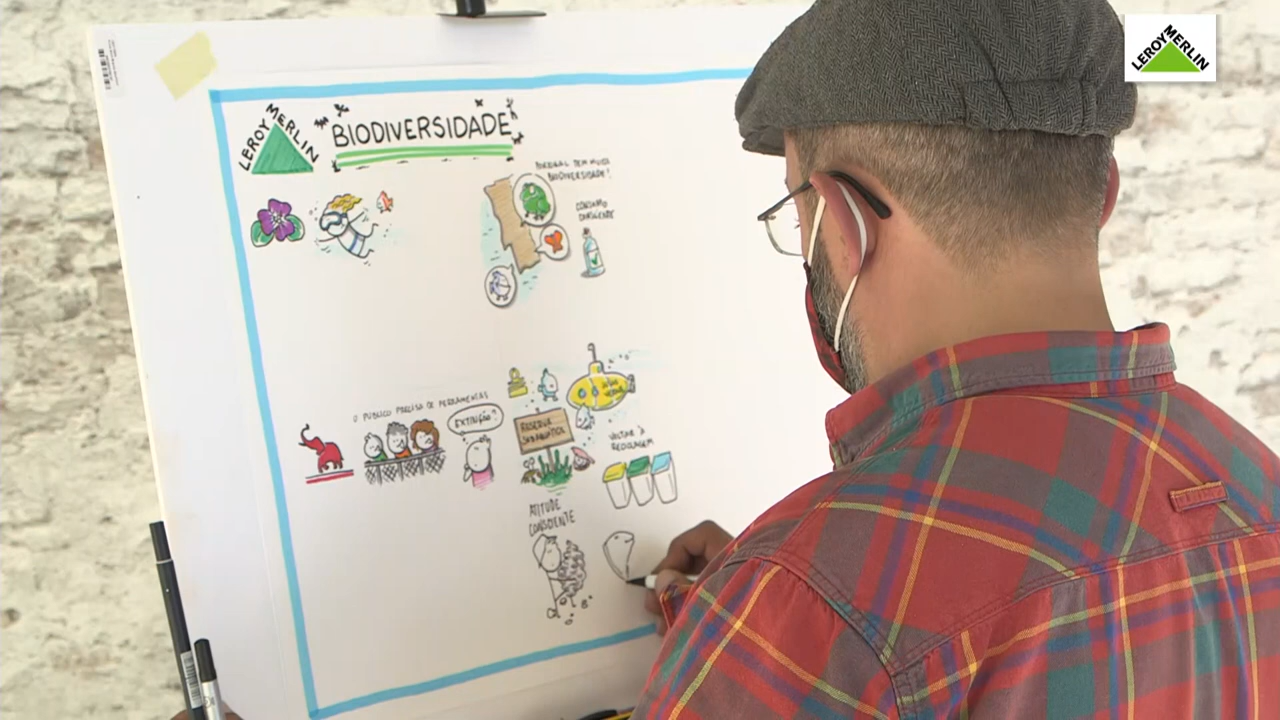 LEROY MERLIN
LEROY MERLIN
BIODIVERSIDADE
PORTUGAL TEM MUITA
BIODIVERSIDADE!
CONSUMO
O PÚBLICO PRECISA DE FERRAMENTAS
EXTINÇÃO?
RESERVA
VOLTAR À
RECICLAGEM
ATITUDE
CONSCIENTE